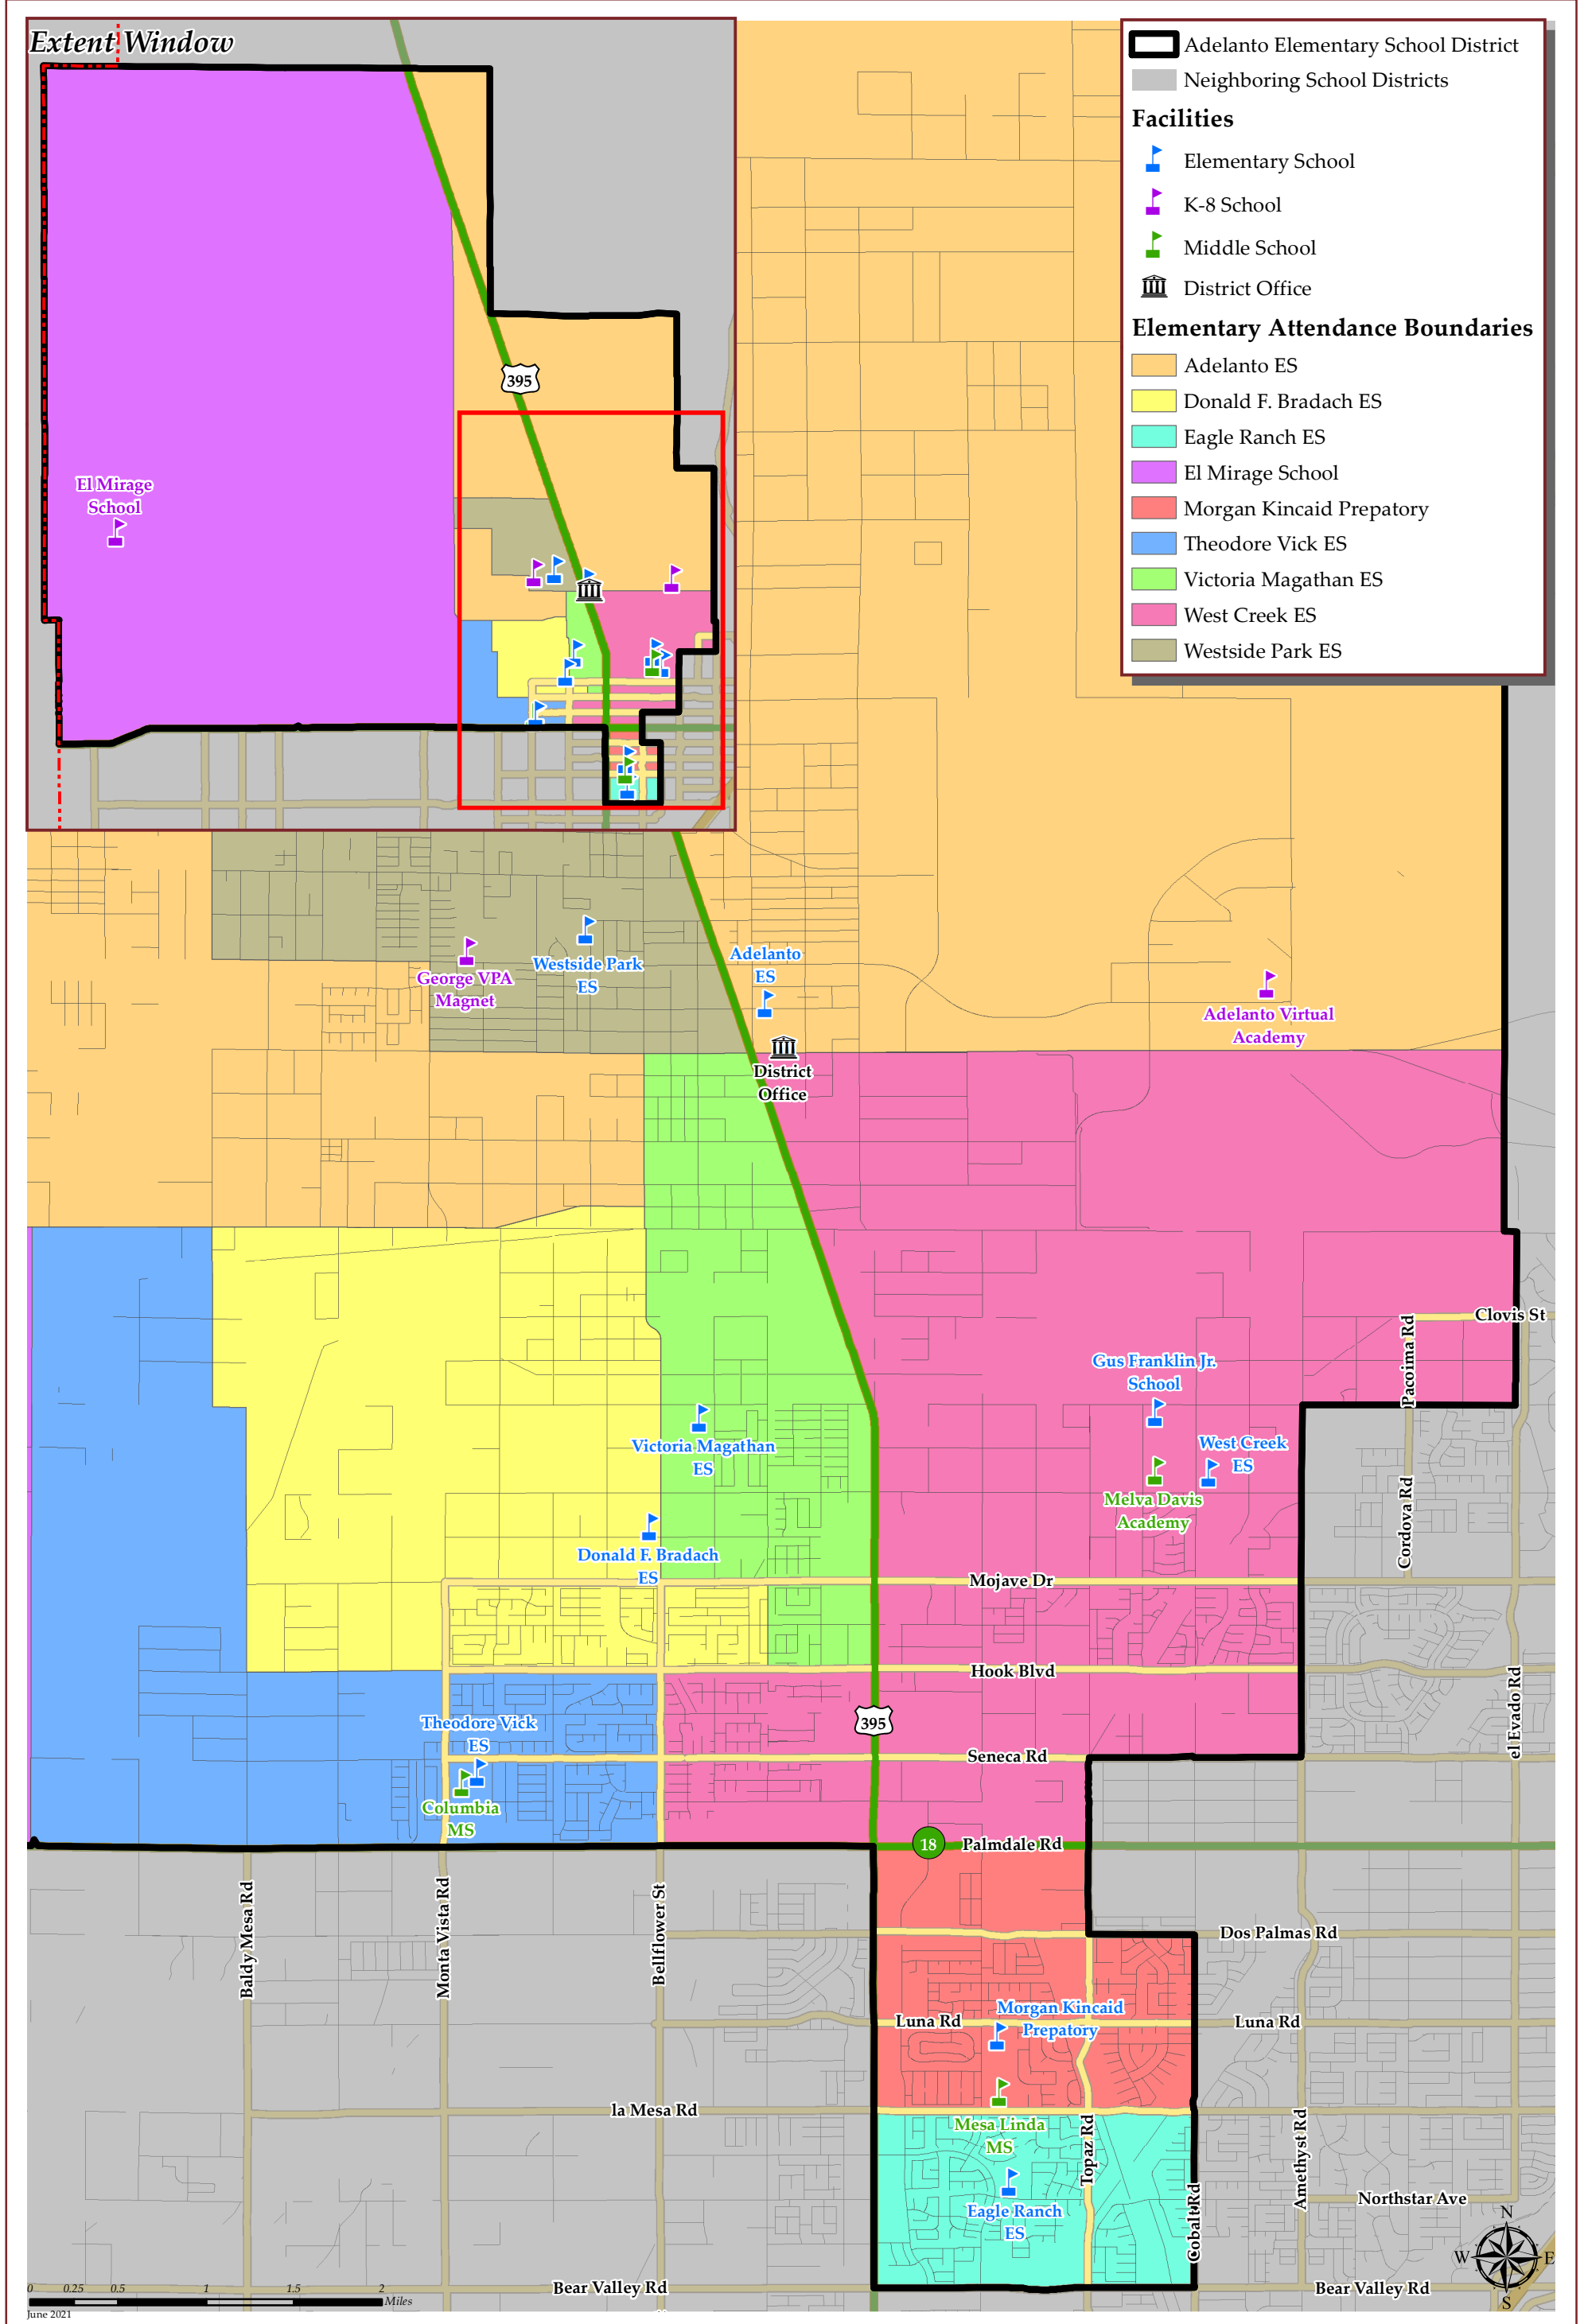 Extent Window
El Mirage
School
395
Adelanto Elementary School District
Neighboring School Districts
Facilities
Elementary School
K-8 School
Middle School
District Office
Elementary Attendance Boundaries
Adelanto ES
Donald F. Bradach ES
Eagle Ranch ES
El Mirage School
Morgan Kincaid Prepatory
Theodore Vick ES
Victoria Magathan ES
West Creek ES
Westside Park ES
George VPA
Magnet
Westside Park
ES
Adelanto
ES
Adelanto Virtual
Academy
District
Office
Clovis St
Pacoima Rd
Gus Franklin Jr.
School
West Creek
ES
Victoria Magathan
ES
Melva Davis
Academy
Cordova Rd
Donald F. Bradach
ES
Mojave Dr
Hook Blvd
el Evado Rd
395
Theodore Vick
ES
Seneca Rd
Columbia
MS
18
Palmdale Rd
Baldy Mesa Rd
Monta Vista Rd
Bellflower St
Dos Palmas Rd
Morgan Kincaid
Prepatory
Luna Rd
Luna Rd
la Mesa Rd
Mesa Linda
MS
Topaz Rd
Amethyst Rd
Eagle Ranch
ES
Cobalt Rd
Northstar Ave
N
W
E
S
Bear Valley Rd
Bear Valley Rd
0 0.25 0.5 1 1.5 2
Miles
June 2021